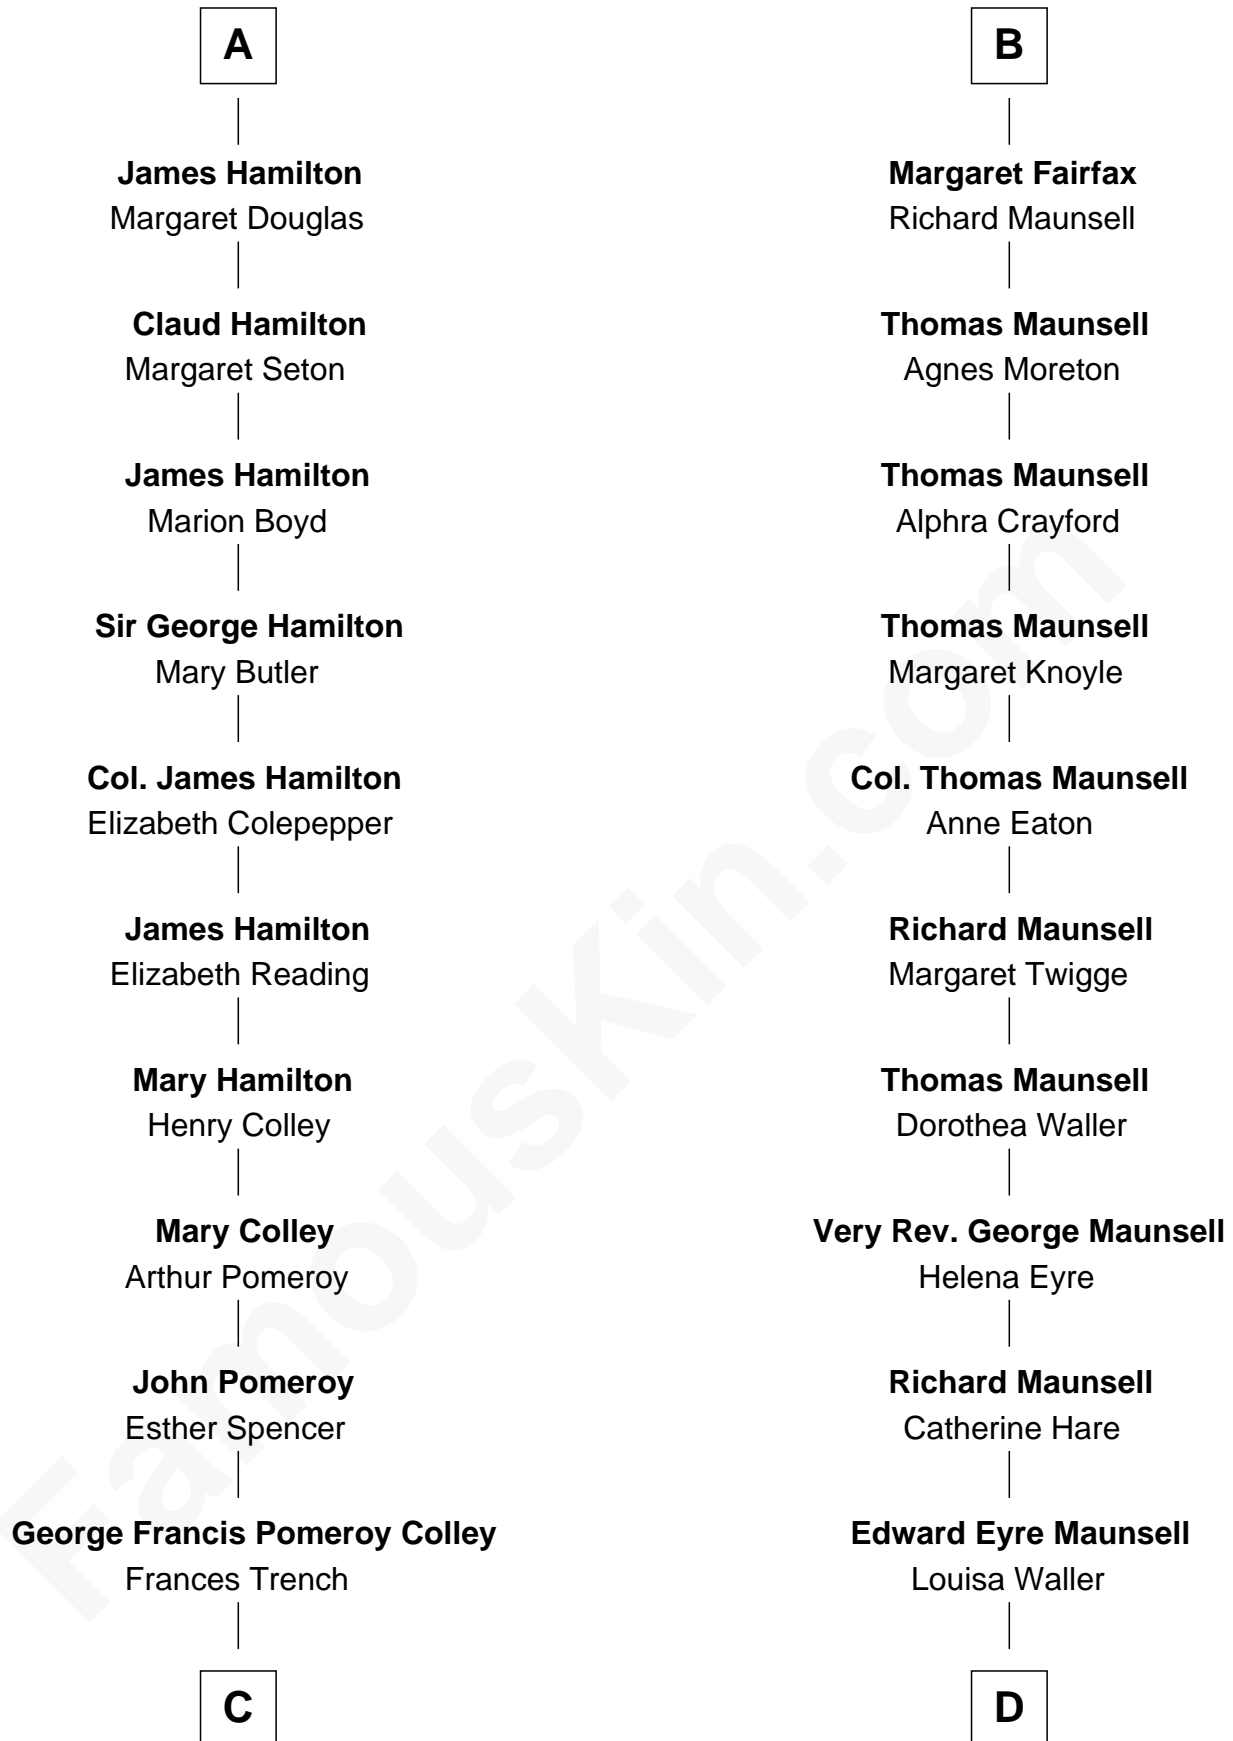 A
James Hamilton
Margaret Douglas
Claud Hamilton
Margaret Seton
James Hamilton
Marion Boyd
Sir George Hamilton
Mary Butler
Col. James Hamilton
Elizabeth Colepepper
James Hamilton
Elizabeth Reading
Mary Hamilton
Henry Colley
Mary Colley
Arthur Pomeroy
John Pomeroy
Esther Spencer
George Francis Pomeroy Colley
Frances Trench
C
B
Margaret Fairfax
Richard Maunsell
Thomas Maunsell
Agnes Moreton
Thomas Maunsell
Alphra Crayford
Thomas Maunsell
Margaret Knoyle
Col. Thomas Maunsell
Anne Eaton
Richard Maunsell
Margaret Twigge
Thomas Maunsell
Dorothea Waller
Very Rev. George Maunsell
Helena Eyre
Richard Maunsell
Catherine Hare
Edward Eyre Maunsell
Louisa Waller
D
FamousKin.com